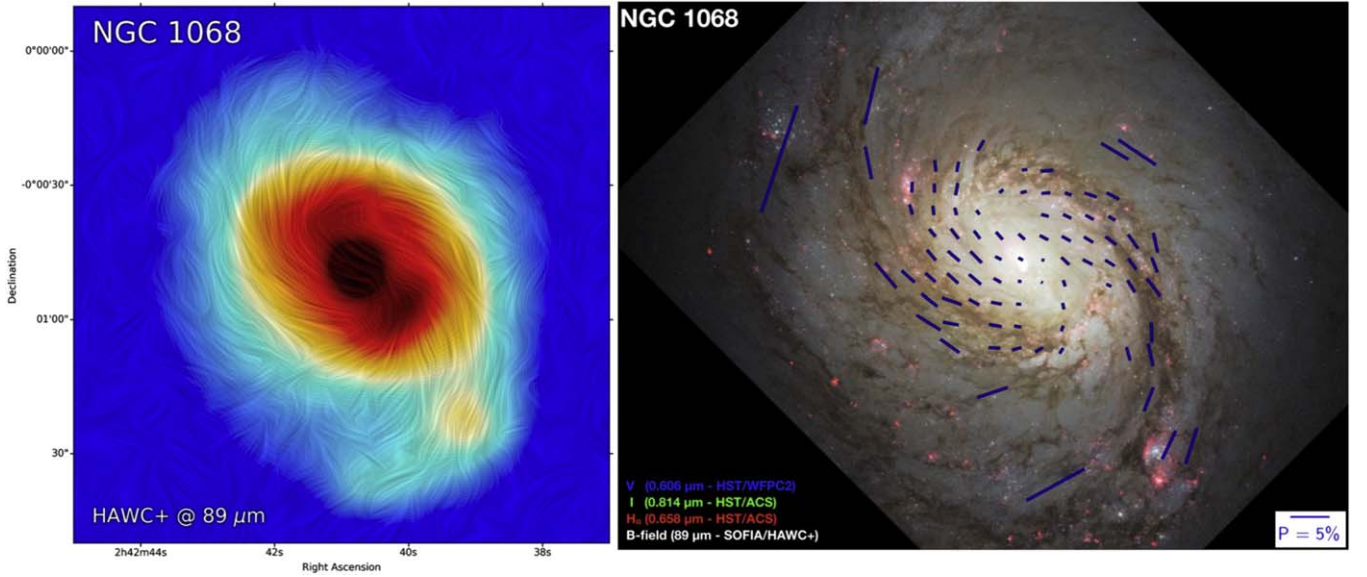 NGC 1068
0°00'00"
-0°00'30"
01'00"
30"
Declination
HAWC+ @ 89 μm
2h42m44s
42s
40s
38s
Right Ascension
NGC 1068
V (0.606 μm - HST/WFPC2)
I (0.814 μm - HST/ACS)
Hα (0.658 μm - HST/ACS)
B-field (89 μm - SOFIA/HAWC+)
P = 5%